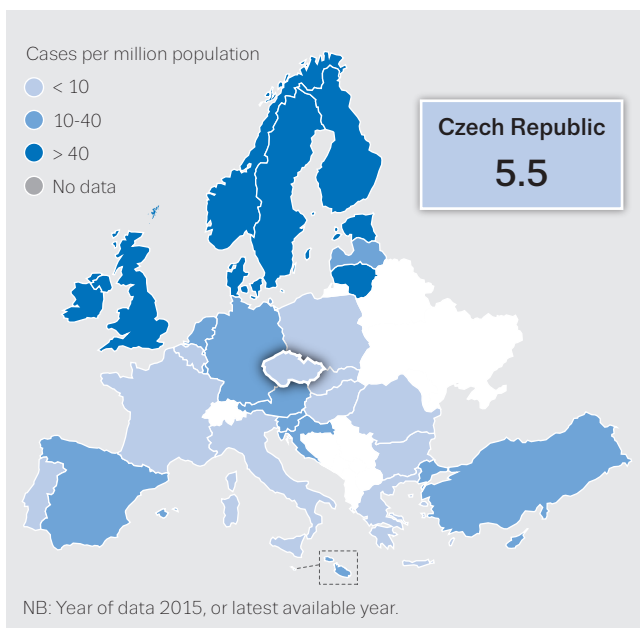 Cases per million population
< 10
10-40
> 40
No data
Czech Republic
5.5
NB: Year of data 2015, or latest available year.